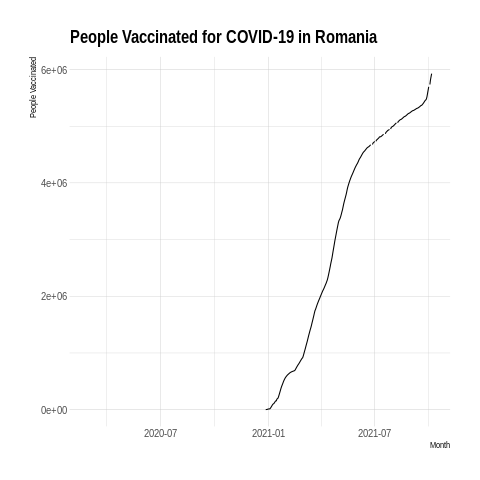 People Vaccinated for COVID-19 in Romania
People Vaccinated
6e+06
4e+06
2e+06
0e+00
2020-07 2021-01 2021-07
Month